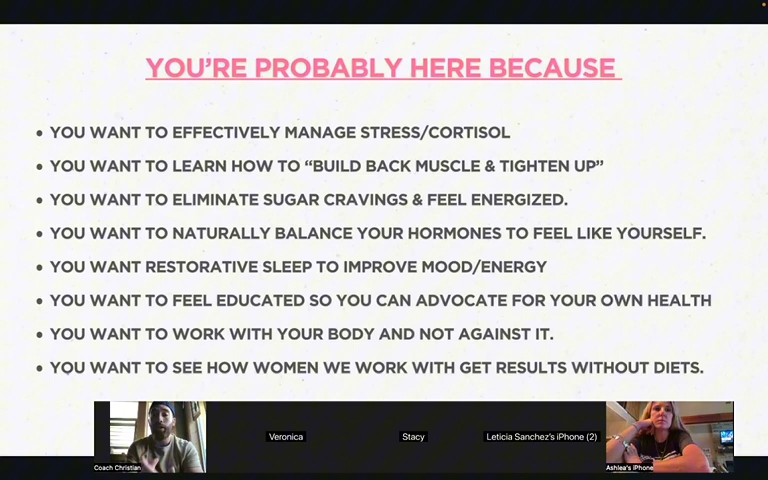 YOU'RE PROBABLY HERE BECAUSE
• YOU WANT TO EFFECTIVELY MANAGE STRESS/CORTISOL
• YOU WANT TO LEARN HOW TO “BUILD BACK MUSCLE & TIGHTEN UP”
• YOU WANT TO ELIMINATE SUGAR CRAVINGS & FEEL ENERGIZED.
• YOU WANT TO NATURALLY BALANCE YOUR HORMONES TO FEEL LIKE YOURSELF.
• YOU WANT RESTORATIVE SLEEP TO IMPROVE MOOD/ENERGY
• YOU WANT TO FEEL EDUCATED SO YOU CAN ADVOCATE FOR YOUR OWN HEALTH
• YOU WANT TO WORK WITH YOUR BODY AND NOT AGAINST IT.
• YOU WANT TO SEE HOW WOMEN WE WORK WITH GET RESULTS WITHOUT DIETS.
Coach Christian
Veronica
Stacy
Leticia Sanchez's iPhone (2)
Ashlea's iPhone